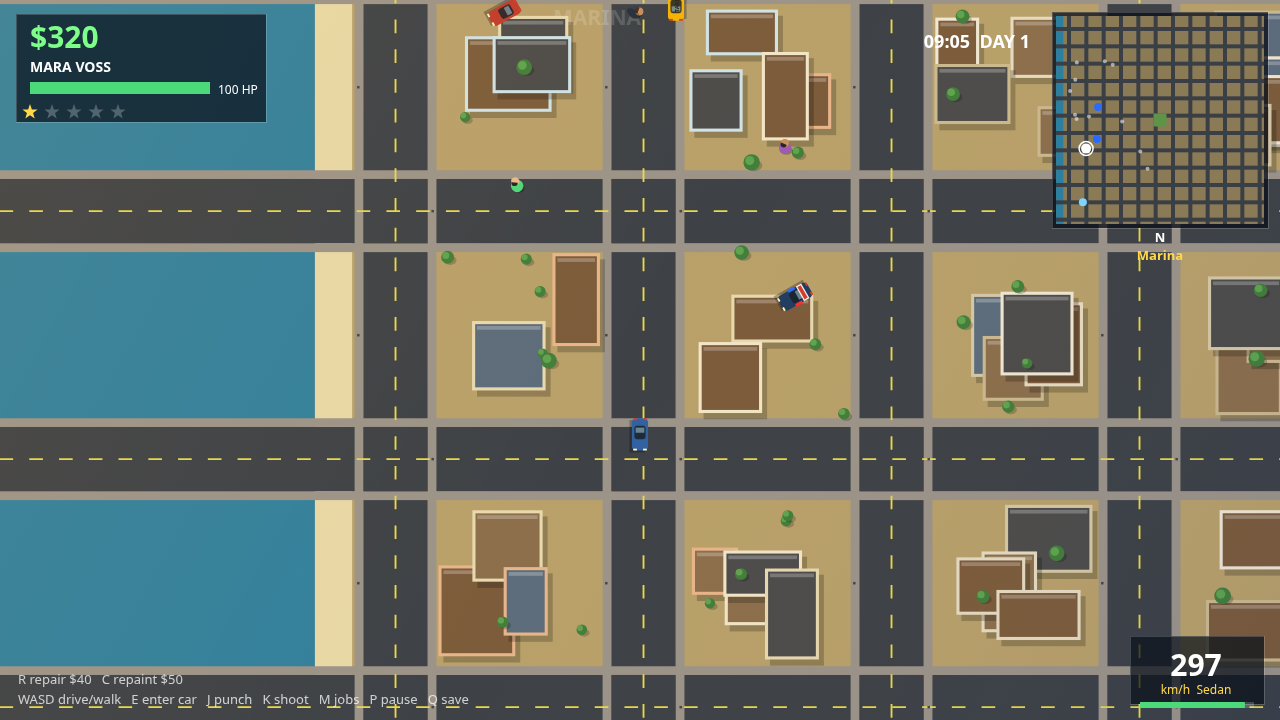 $320
MARA VOSS
100 HP
MARINA
09:05 DAY 1
N
Marina
R repair $40 C repaint $50
WASD drive/walk E enter car J punch K shoot M jobs P pause Q save
297
km/h Sedan